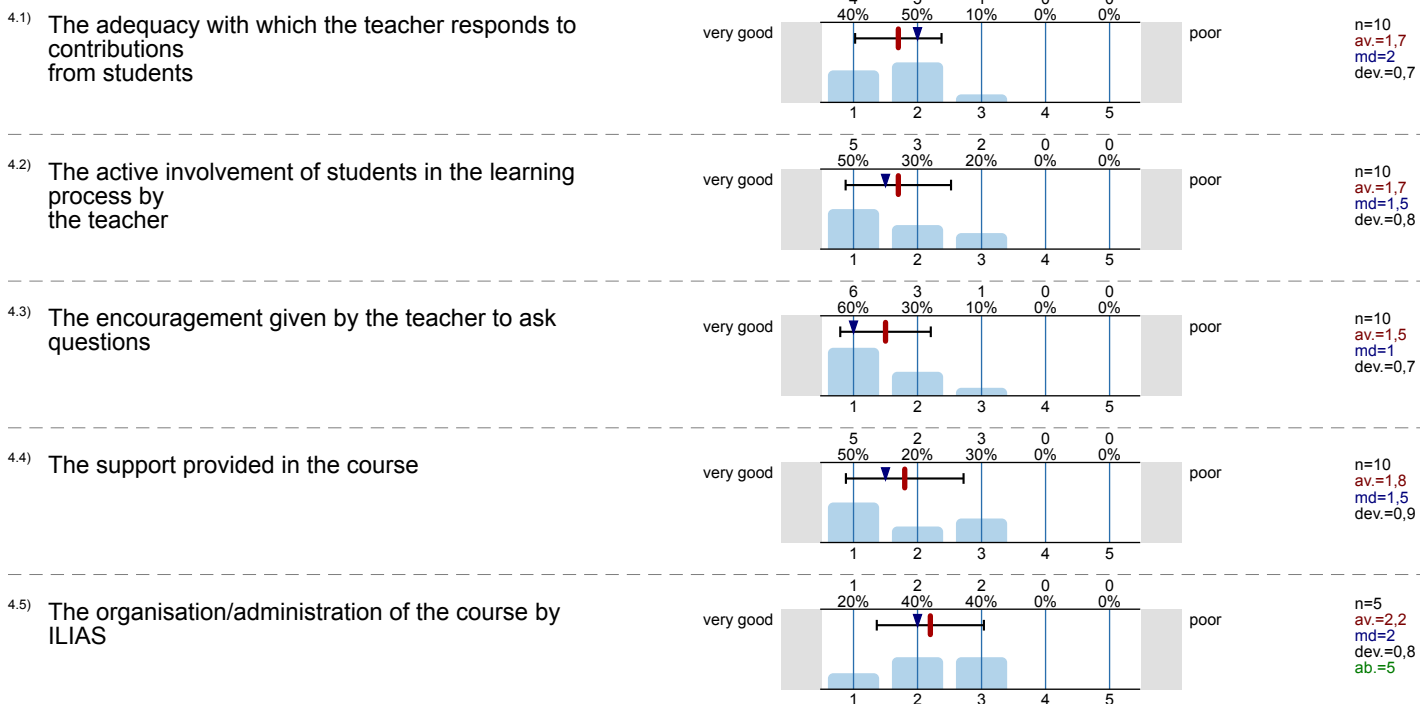 4 5 1 0 0
40% 50% 10% 0% 0%
4.1) The adequacy with which the teacher responds to
contributions
from students
very good
poor
n=10
av.=1,7
md=2
dev.=0,7
1 2 3 4 5
5 3 2 0 0
50% 30% 20% 0% 0%
4.2) The active involvement of students in the learning
process by
the teacher
very good
poor
n=10
av.=1,7
md=1,5
dev.=0,8
1 2 3 4 5
6 3 1 0 0
60% 30% 10% 0% 0%
4.3) The encouragement given by the teacher to ask
questions
very good
poor
n=10
av.=1,5
md=1
dev.=0,7
1 2 3 4 5
5 2 3 0 0
50% 20% 30% 0% 0%
4.4) The support provided in the course
very good
poor
n=10
av.=1,8
md=1,5
dev.=0,9
1 2 3 4 5
1 2 2 0 0
20% 40% 40% 0% 0%
4.5) The organisation/administration of the course by
ILIAS
very good
poor
n=5
av.=2,2
md=2
dev.=0,8
ab.=5
1 2 3 4 5